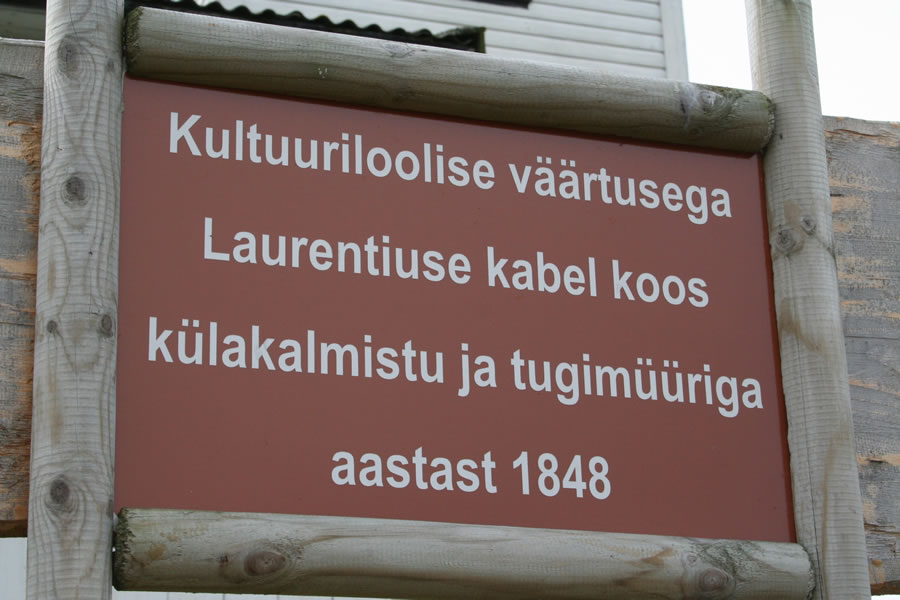 Kultuuriloolise väärtusega
Laurentiuse kabel koos
külakalmistu ja tugimüüriga
aastast 1848